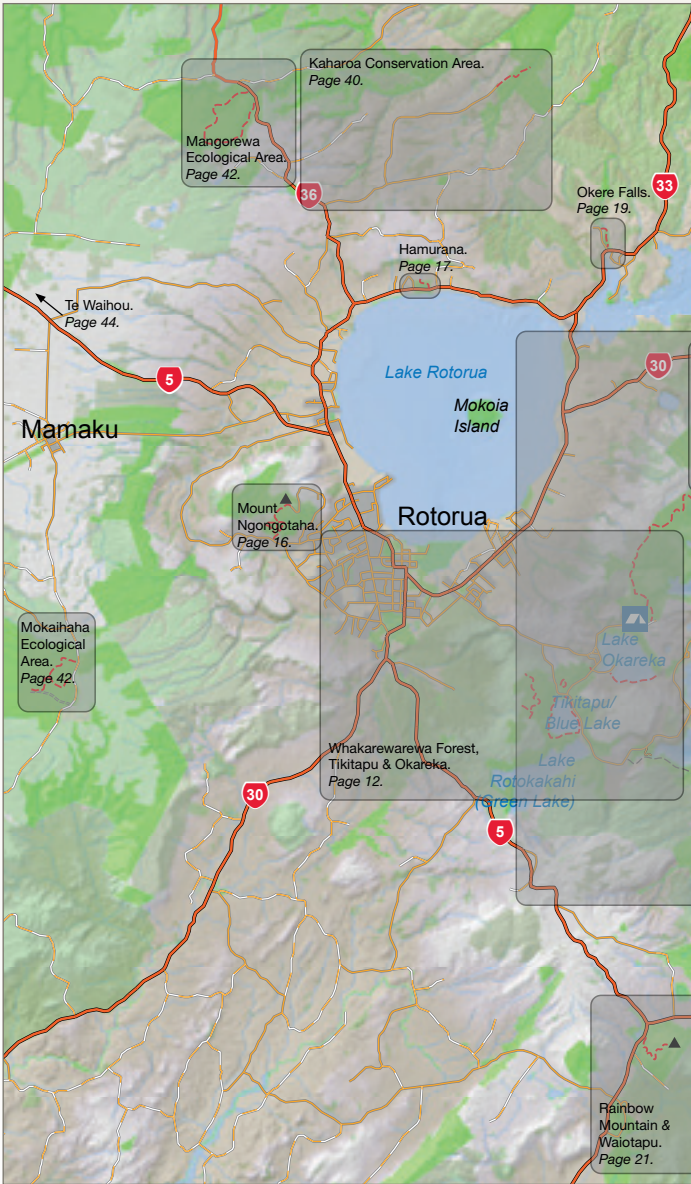 Kaharoa Conservation Area.
Page 40.
Mangorewa
Ecological Area.
Page 42.
36
33
Okere Falls.
Page 19.
Hamurana.
Page 17.
Te Waihou.
Page 44.
5
Lake Rotorua
30
Mokoia
Island
Mamaku
Rotorua
Mount
Ngongotaha.
Page 16.
Mokaihaha
Ecological
Area.
Page 42.
Lake
Okareka
Tikitapu/
Blue Lake
Whakarewarewa Forest,
Tikitapu & Okareka.
Page 12.
Lake
Rotokakahi
(Green Lake)
30
5
Rainbow
Mountain &
Waiotapu.
Page 21.